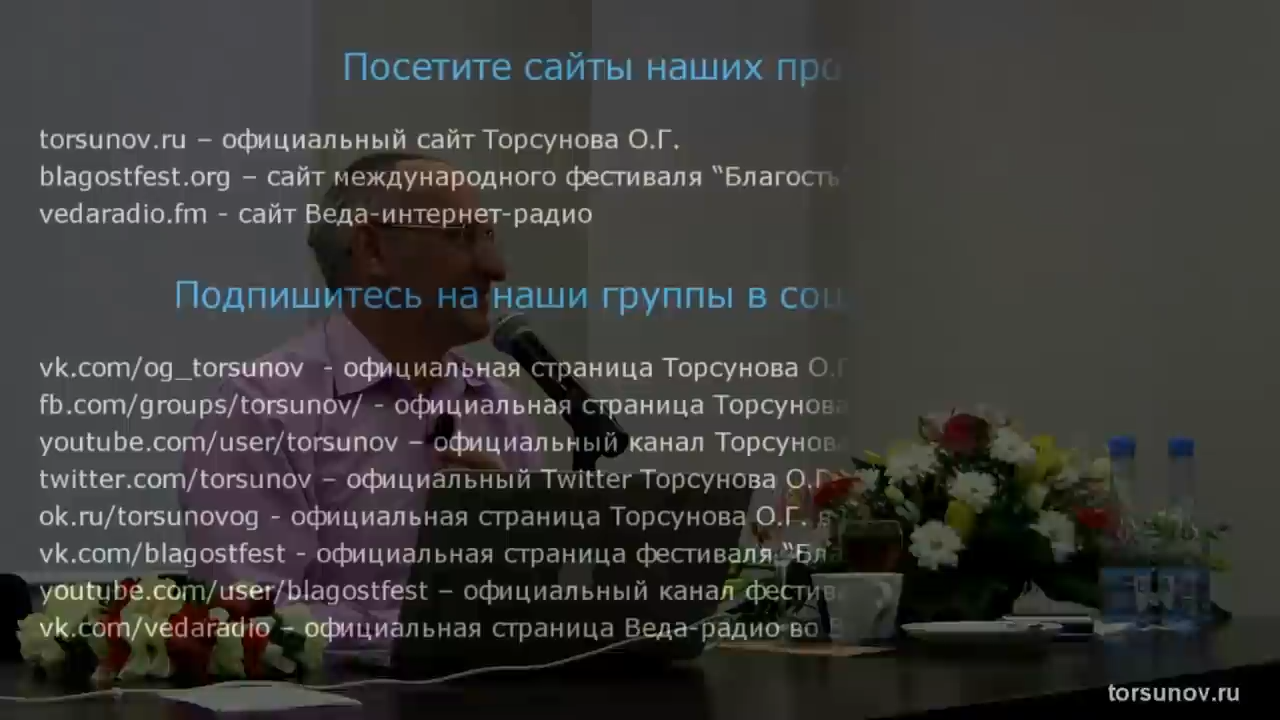 Посетите сайты наших
torsunov.ru – официальный сайт Торсунова О.Г.
blagostfest.org – сайт международного фестиваля “Благость”
vedaradio.fm - сайт Веда-интернет-радио
Подпишитесь на наши группы в
vk.com/og_torsunov - официальная страница Торсунова О.Г
fb.com/groups/torsunov/ - официальная страница Торсунова
youtube.com/user/torsunov – официальный канал Торсунова
twitter.com/torsunov – официальный Twitter Торсунова О.Г.
ok.ru/torsunovog - официальная страница Торсунова О.Г. в
vk.com/blagostfest - официальная страница фестиваля
youtube.com/user/blagostfest – официальный канал
vk.com/vedaradio – официальная страница Веда-радио во
torsunov.ru